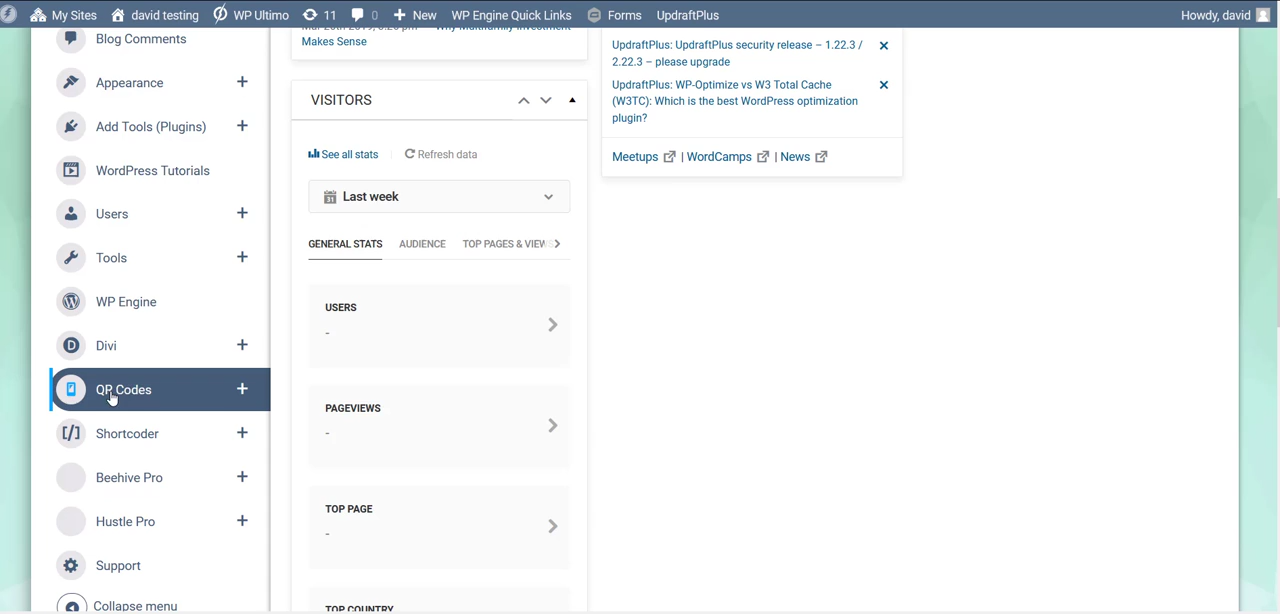 My Sites
david testing
WP Ultimo
11
0
New
WP Engine Quick Links
Forms
UpdraftPlus
Howdy, david
Blog Comments
Appearance
Add Tools (Plugins)
WordPress Tutorials
Users
Tools
WP Engine
Divi
QR Codes
Shortcoder
Beehive Pro
Hustle Pro
Support
Collapse menu
Makes Sense
VISITORS
See all stats
Refresh data
31
Last week
GENERAL STATS
AUDIENCE
TOP PAGES & VIEWS
USERS
-
PAGEVIEWS
-
TOP PAGE
-
TOP COUNTRY
UpdraftPlus: UpdraftPlus security release – 1.22.3 /
2.22.3 – please upgrade
UpdraftPlus: WP-Optimize vs W3 Total Cache
(W3TC): Which is the best WordPress optimization
plugin?
Meetups | WordCamps | News